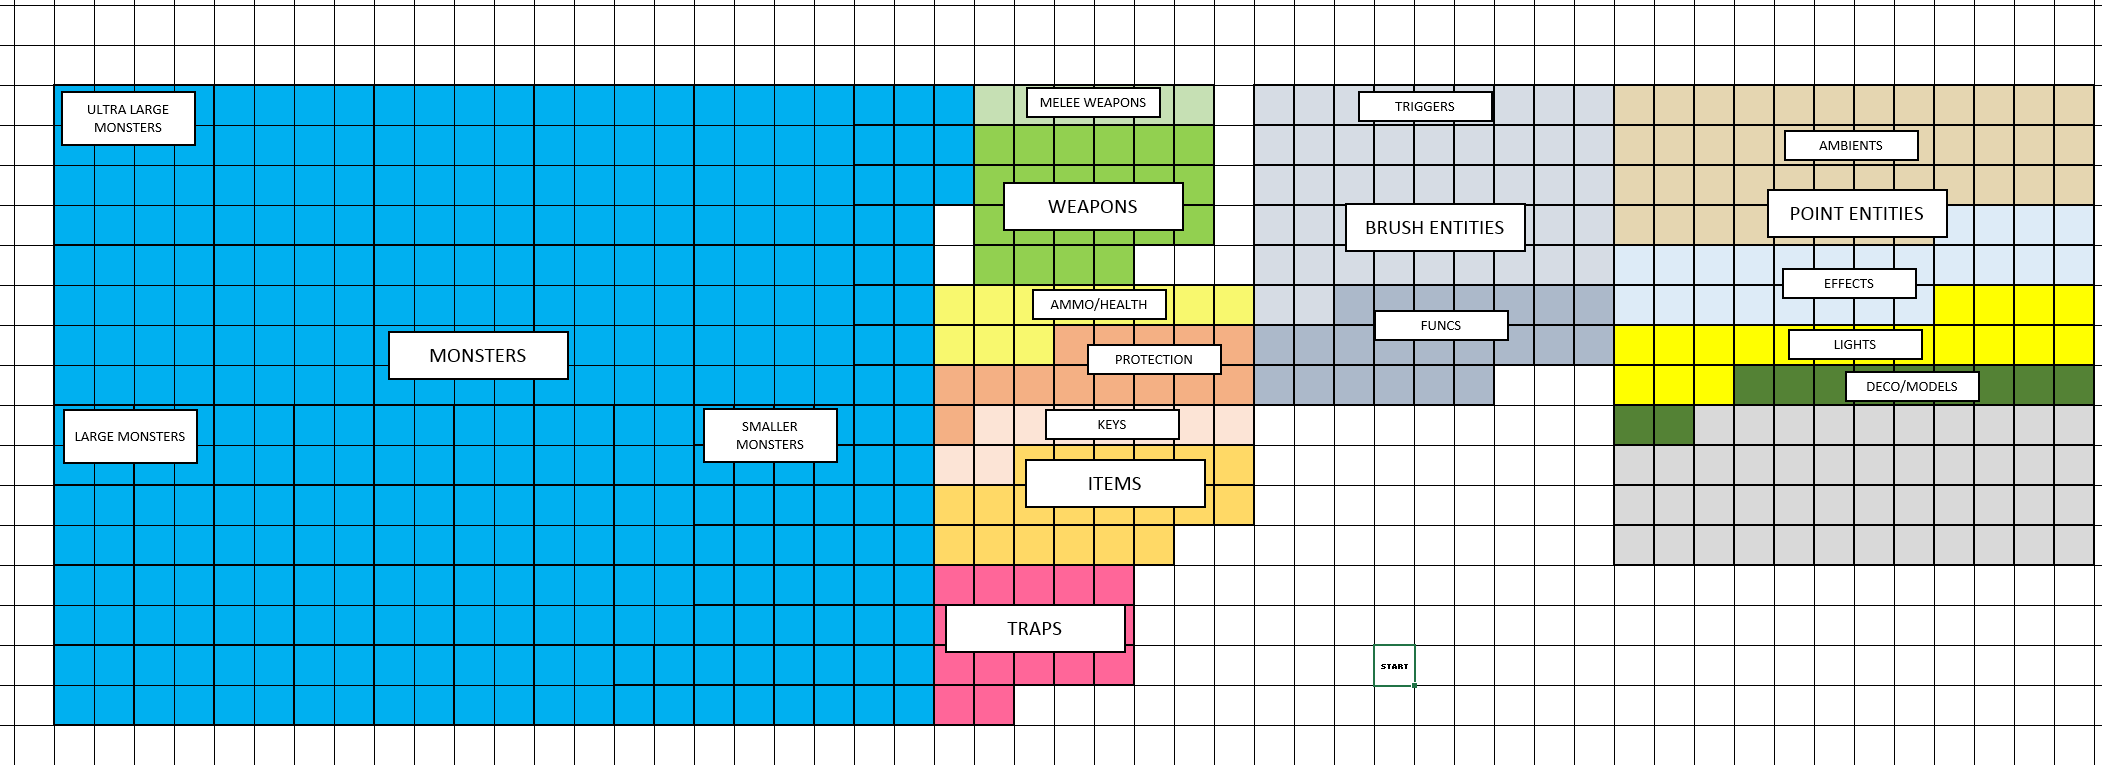 ULTRA LARGE
MONSTERS
MELEE WEAPONS
TRIGGERS
AMBIENTS
WEAPONS
BRUSH ENTITIES
POINT ENTITIES
EFFECTS
AMMO/HEALTH
FUNCS
LIGHTS
MONSTERS
PROTECTION
DECO/MODELS
LARGE MONSTERS
SMALLER
MONSTERS
KEYS
ITEMS
TRAPS
START